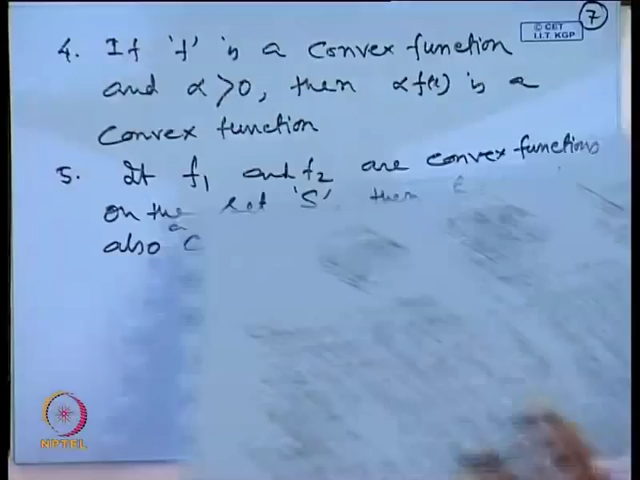 7
© CET
I.I.T. KGP
4. If 'f' is a convex function
and α > 0, then αf(x) is a
convex function
5. If f1 and f2 are convex functions
on the set 'S', then
also a
NPTEL